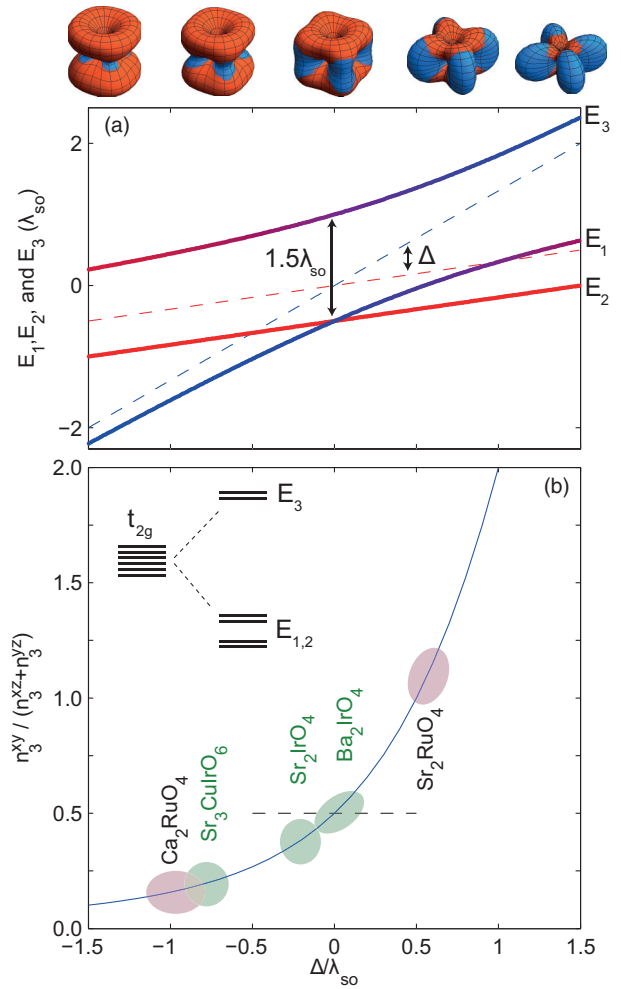 (a)
E₃
E₁
E₂
1.5λₛₒ
Δ
2
0
−2
E₁,E₂, and E₃ (λₛₒ)
(b)
t₂g
E₃
E₁,₂
Ca₂RuO₄
Sr₃CuIrO₆
Sr₂IrO₄
Ba₂IrO₄
Sr₂RuO₄
2.0
1.5
1.0
0.5
0.0
n₃ˣʸ / (n₃ˣᶻ+n₃ʸᶻ)
−1.5 −1 −0.5 0 0.5 1 1.5
Δ/λₛₒ